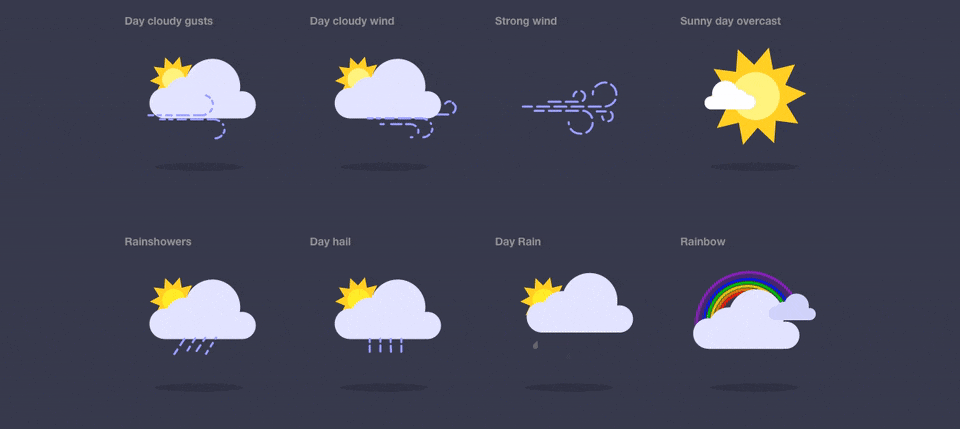 Day cloudy gusts
Day cloudy wind
Strong wind
Sunny day overcast
Rainshowers
Day hail
Day Rain
Rainbow